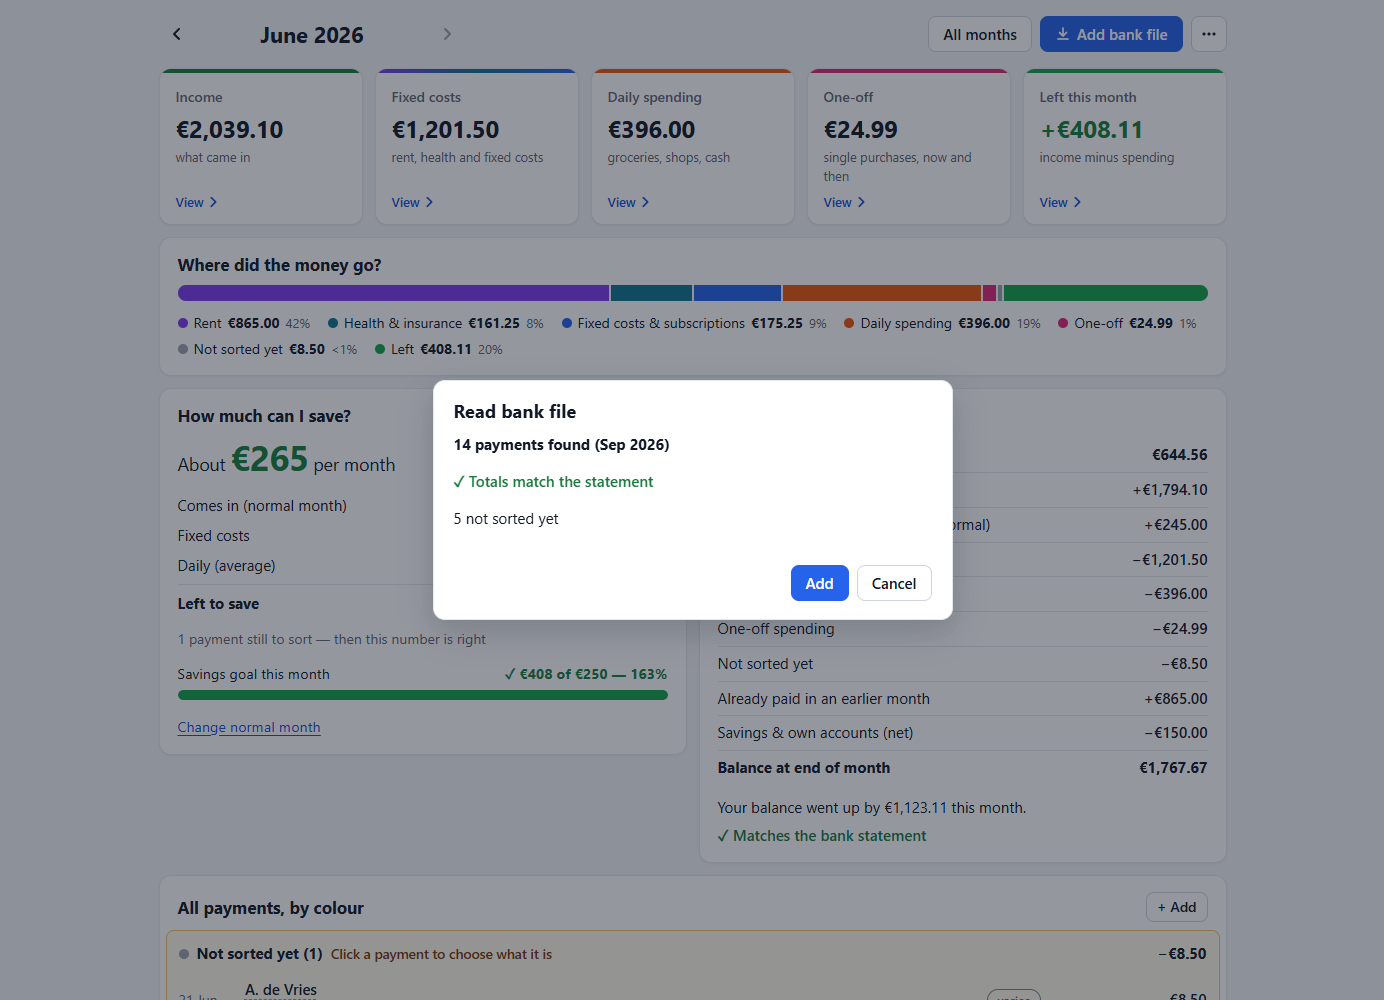 June 2026
All months
Add bank file
Income
€2,039.10
what came in
View
Fixed costs
€1,201.50
rent, health and fixed costs
View
Daily spending
€396.00
groceries, shops, cash
View
One-off
€24.99
single purchases, now and
then
View
Left this month
+€408.11
income minus spending
View
Where did the money go?
Rent €865.00 42% Health & insurance €161.25 8% Fixed costs & subscriptions €175.25 9% Daily spending €396.00 19% One-off €24.99 1%
Not sorted yet €8.50 <1% Left €408.11 20%
How much can I save?
About €265 per month
Comes in (normal month)
Fixed costs
Daily (average)
Left to save
1 payment still to sort — then this number is right
Savings goal this month ✓ €408 of €250 — 163%
Change normal month
Read bank file
14 payments found (Sep 2026)
✓ Totals match the statement
5 not sorted yet
Add
Cancel
€644.56
+€1,794.10
+€245.00
−€1,201.50
−€396.00
One-off spending −€24.99
Not sorted yet −€8.50
Already paid in an earlier month +€865.00
Savings & own accounts (net) −€150.00
Balance at end of month €1,767.67
Your balance went up by €1,123.11 this month.
✓ Matches the bank statement
All payments, by colour
+ Add
Not sorted yet (1) Click a payment to choose what it is −€8.50
A. de Vries